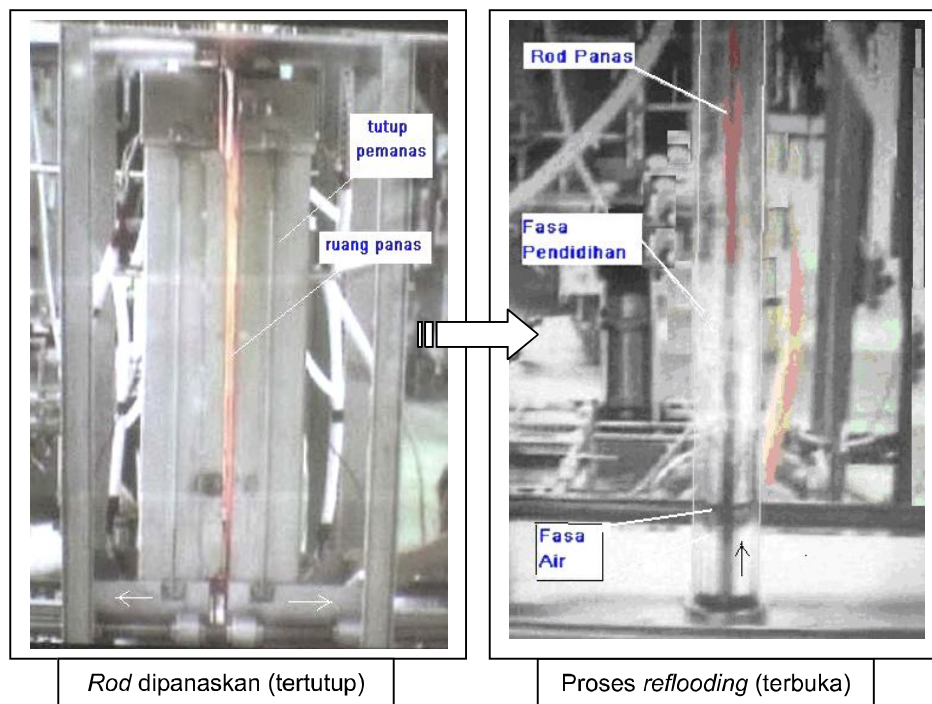 tutup
pemanas
ruang panas
Rod dipanaskan (tertutup)
Rod Panas
Fasa
Pendidihan
Fasa
Air
Proses reflooding (terbuka)